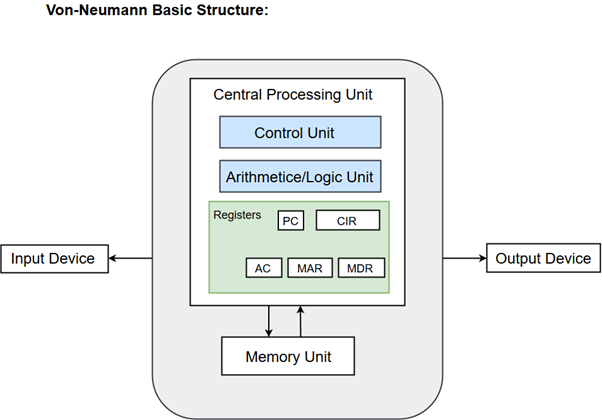 Von-Neumann Basic Structure:
Central Processing Unit
Control Unit
Arithmetice/Logic Unit
Registers
PC
CIR
AC
MAR
MDR
Input Device
Output Device
Memory Unit